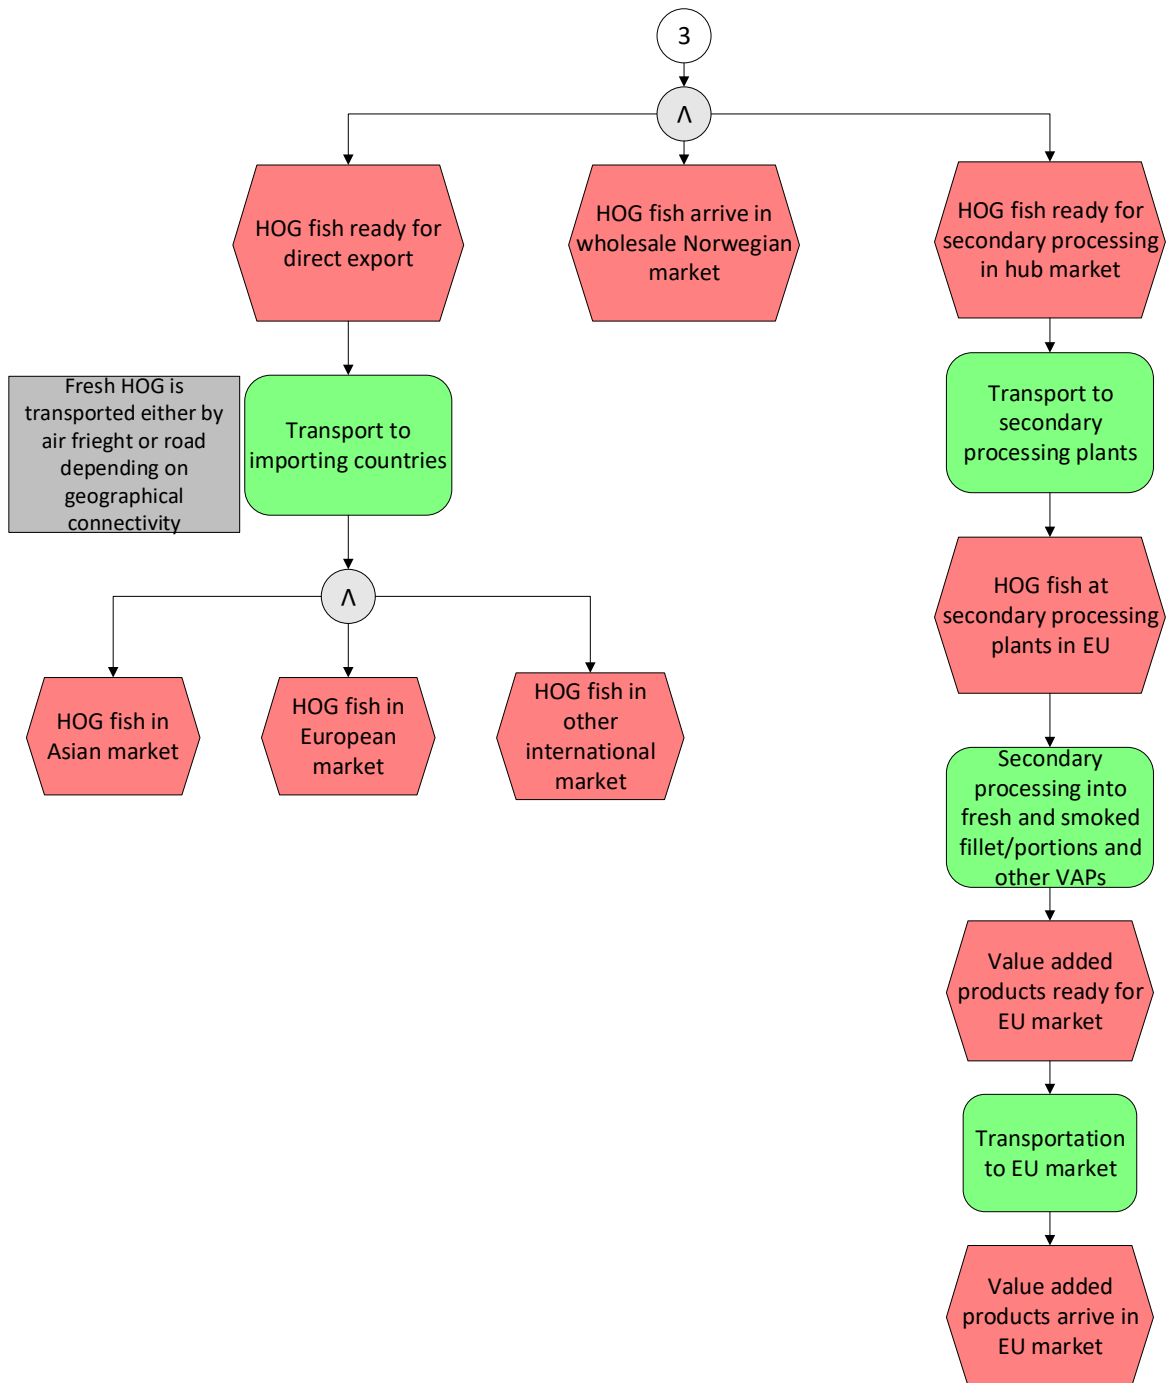 3
Λ
HOG fish ready for
direct export
HOG fish arrive in
wholesale Norwegian
market
HOG fish ready for
secondary processing
in hub market
Fresh HOG is
transported either by
air frieght or road
depending on
geographical
connectivity
Transport to
importing countries
Transport to
secondary
processing plants
Λ
HOG fish at
secondary processing
plants in EU
HOG fish in
Asian market
HOG fish in
European
market
HOG fish in
other
international
market
Secondary
processing into
fresh and smoked
fillet/portions and
other VAPs
Value added
products ready for
EU market
Transportation
to EU market
Value added
products arrive in
EU market